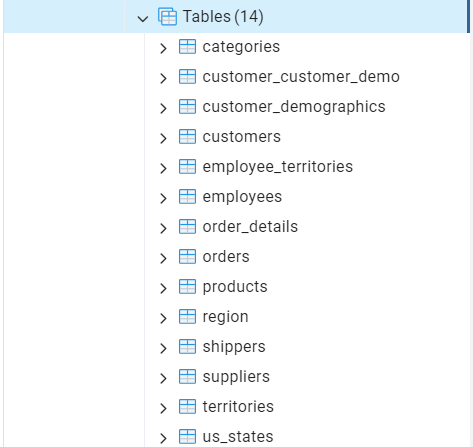 Tables (14)
categories
customer_customer_demo
customer_demographics
customers
employee_territories
employees
order_details
orders
products
region
shippers
suppliers
territories
us_states